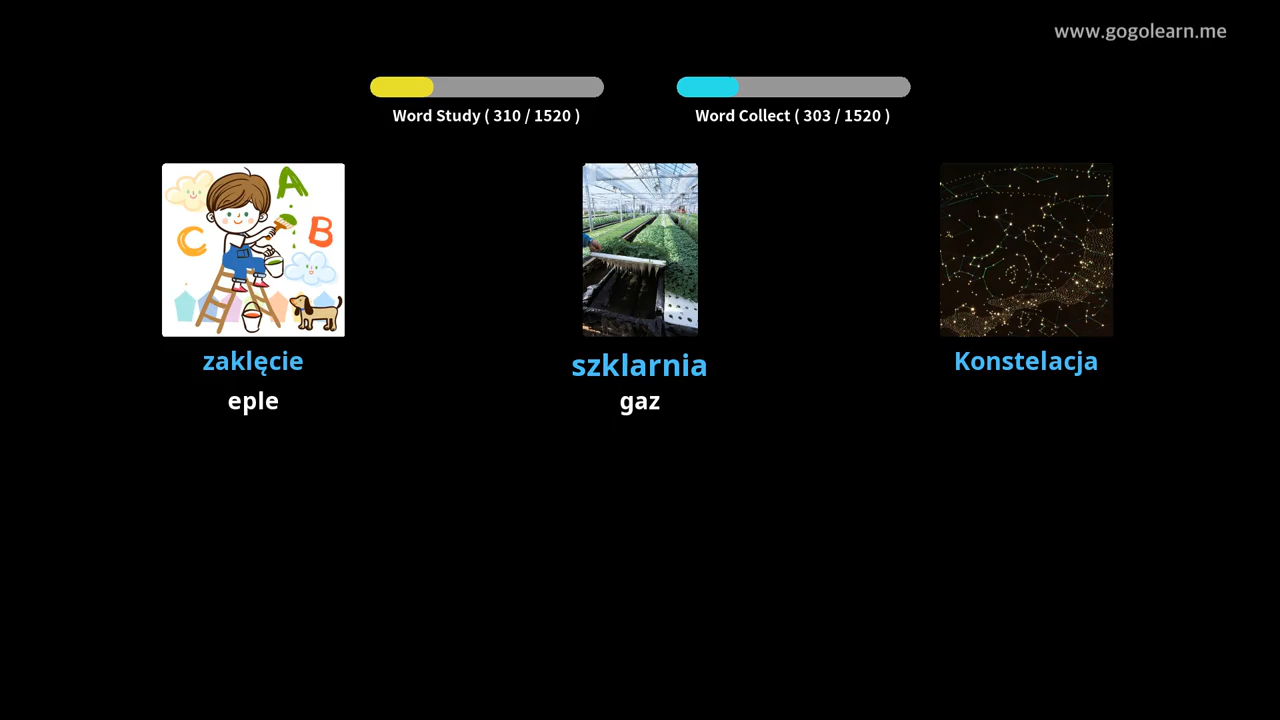 www.gogolearn.me
Word Study ( 310 / 1520 )
Word Collect ( 303 / 1520 )
A
B
C
zaklęcie
szklarnia
Konstelacja
eple
gaz